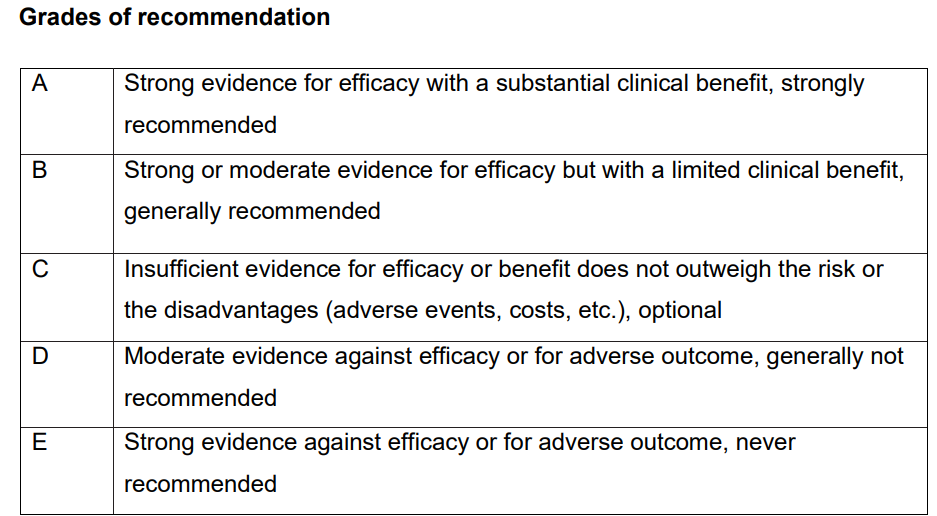 Grades of recommendation
A Strong evidence for efficacy with a substantial clinical benefit, strongly
recommended
B Strong or moderate evidence for efficacy but with a limited clinical benefit,
generally recommended
C Insufficient evidence for efficacy or benefit does not outweigh the risk or
the disadvantages (adverse events, costs, etc.), optional
D Moderate evidence against efficacy or for adverse outcome, generally not
recommended
E Strong evidence against efficacy or for adverse outcome, never
recommended